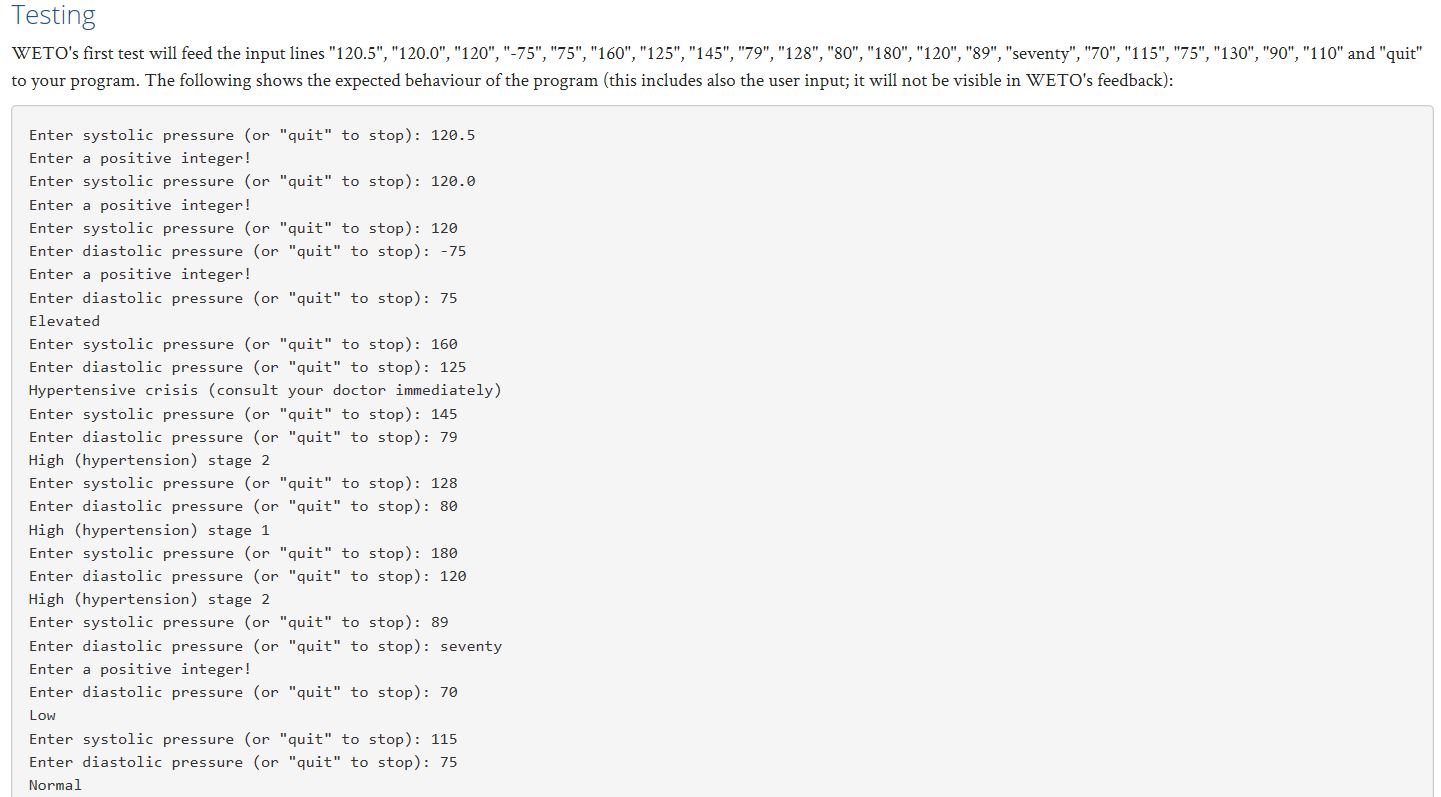 Testing
WETO's first test will feed the input lines "120.5", "120.0", "120", "-75", "75", "160", "125", "145", "79", "128", "80", "180", "120", "89", "seventy", "70", "115", "75", "130", "90", "110" and "quit"
to your program. The following shows the expected behaviour of the program (this includes also the user input; it will not be visible in WETO's feedback):
Enter systolic pressure (or "quit" to stop): 120.5
Enter a positive integer!
Enter systolic pressure (or "quit" to stop): 120.0
Enter a positive integer!
Enter systolic pressure (or "quit" to stop): 120
Enter diastolic pressure (or "quit" to stop): -75
Enter a positive integer!
Enter diastolic pressure (or "quit" to stop): 75
Elevated
Enter systolic pressure (or "quit" to stop): 160
Enter diastolic pressure (or "quit" to stop): 125
Hypertensive crisis (consult your doctor immediately)
Enter systolic pressure (or "quit" to stop): 145
Enter diastolic pressure (or "quit" to stop): 79
High (hypertension) stage 2
Enter systolic pressure (or "quit" to stop): 128
Enter diastolic pressure (or "quit" to stop): 80
High (hypertension) stage 1
Enter systolic pressure (or "quit" to stop): 180
Enter diastolic pressure (or "quit" to stop): 120
High (hypertension) stage 2
Enter systolic pressure (or "quit" to stop): 89
Enter diastolic pressure (or "quit" to stop): seventy
Enter a positive integer!
Enter diastolic pressure (or "quit" to stop): 70
Low
Enter systolic pressure (or "quit" to stop): 115
Enter diastolic pressure (or "quit" to stop): 75
Normal